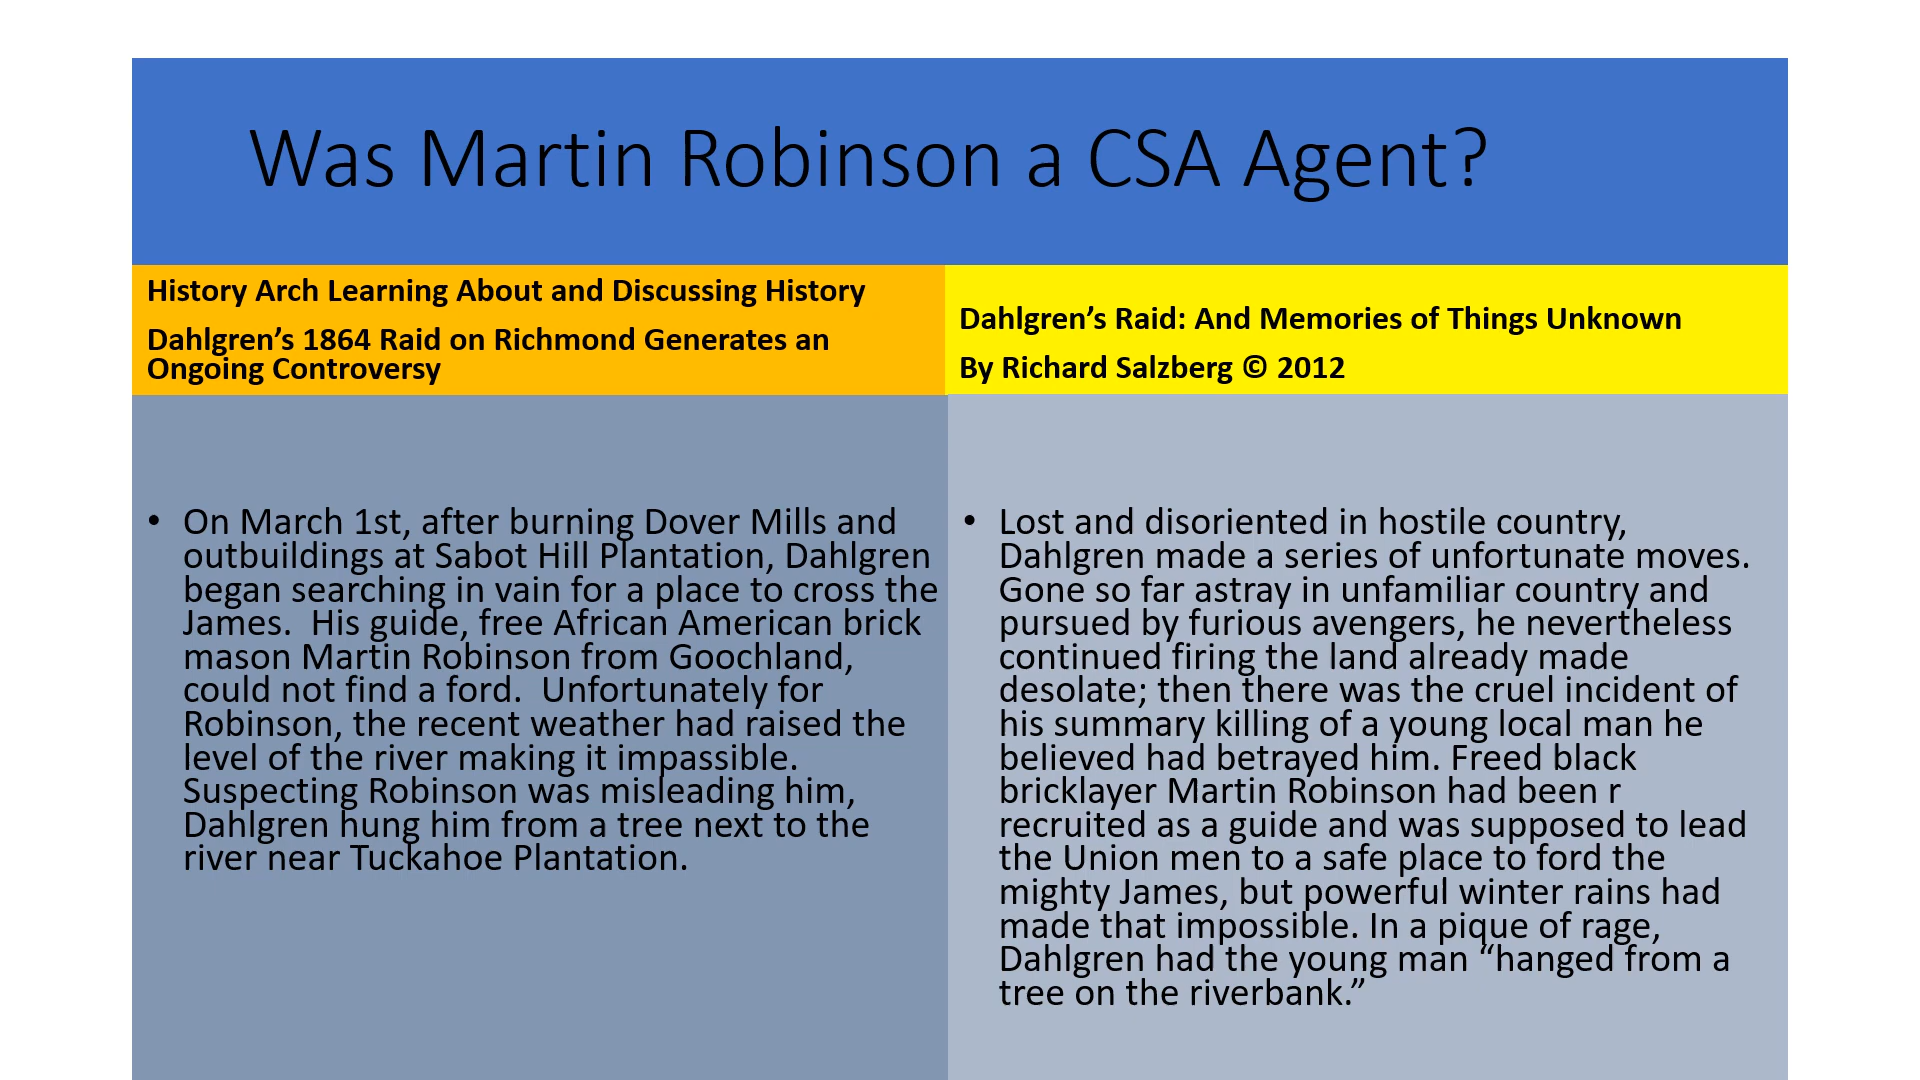 Was Martin Robinson a CSA Agent?
History Arch Learning About and Discussing History
Dahlgren’s 1864 Raid on Richmond Generates an
Ongoing Controversy
• On March 1st, after burning Dover Mills and
outbuildings at Sabot Hill Plantation, Dahlgren
began searching in vain for a place to cross the
James.  His guide, free African American brick
mason Martin Robinson from Goochland,
could not find a ford.  Unfortunately for
Robinson, the recent weather had raised the
level of the river making it impassible.
Suspecting Robinson was misleading him,
Dahlgren hung him from a tree next to the
river near Tuckahoe Plantation.
Dahlgren’s Raid: And Memories of Things Unknown
By Richard Salzberg © 2012
• Lost and disoriented in hostile country,
Dahlgren made a series of unfortunate moves.
Gone so far astray in unfamiliar country and
pursued by furious avengers, he nevertheless
continued firing the land already made
desolate; then there was the cruel incident of
his summary killing of a young local man he
believed had betrayed him. Freed black
bricklayer Martin Robinson had been r
recruited as a guide and was supposed to lead
the Union men to a safe place to ford the
mighty James, but powerful winter rains had
made that impossible. In a pique of rage,
Dahlgren had the young man “hanged from a
tree on the riverbank.”